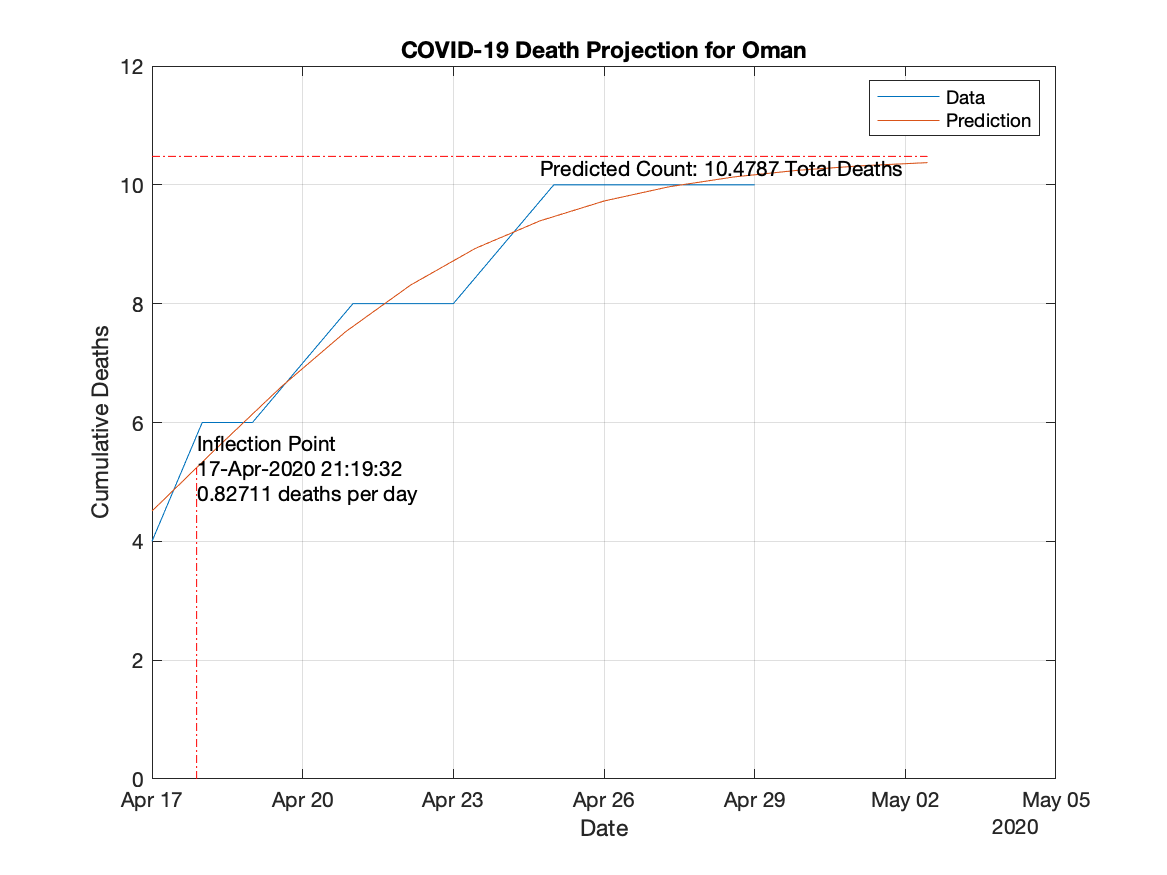 COVID-19 Death Projection for Oman
12
Data
Prediction
Predicted Count: 10.4787 Total Deaths
10
8
6
Inflection Point
17-Apr-2020 21:19:32
0.82711 deaths per day
4
2
0
Cumulative Deaths
Apr 17 Apr 20 Apr 23 Apr 26 Apr 29 May 02 May 05
Date
2020